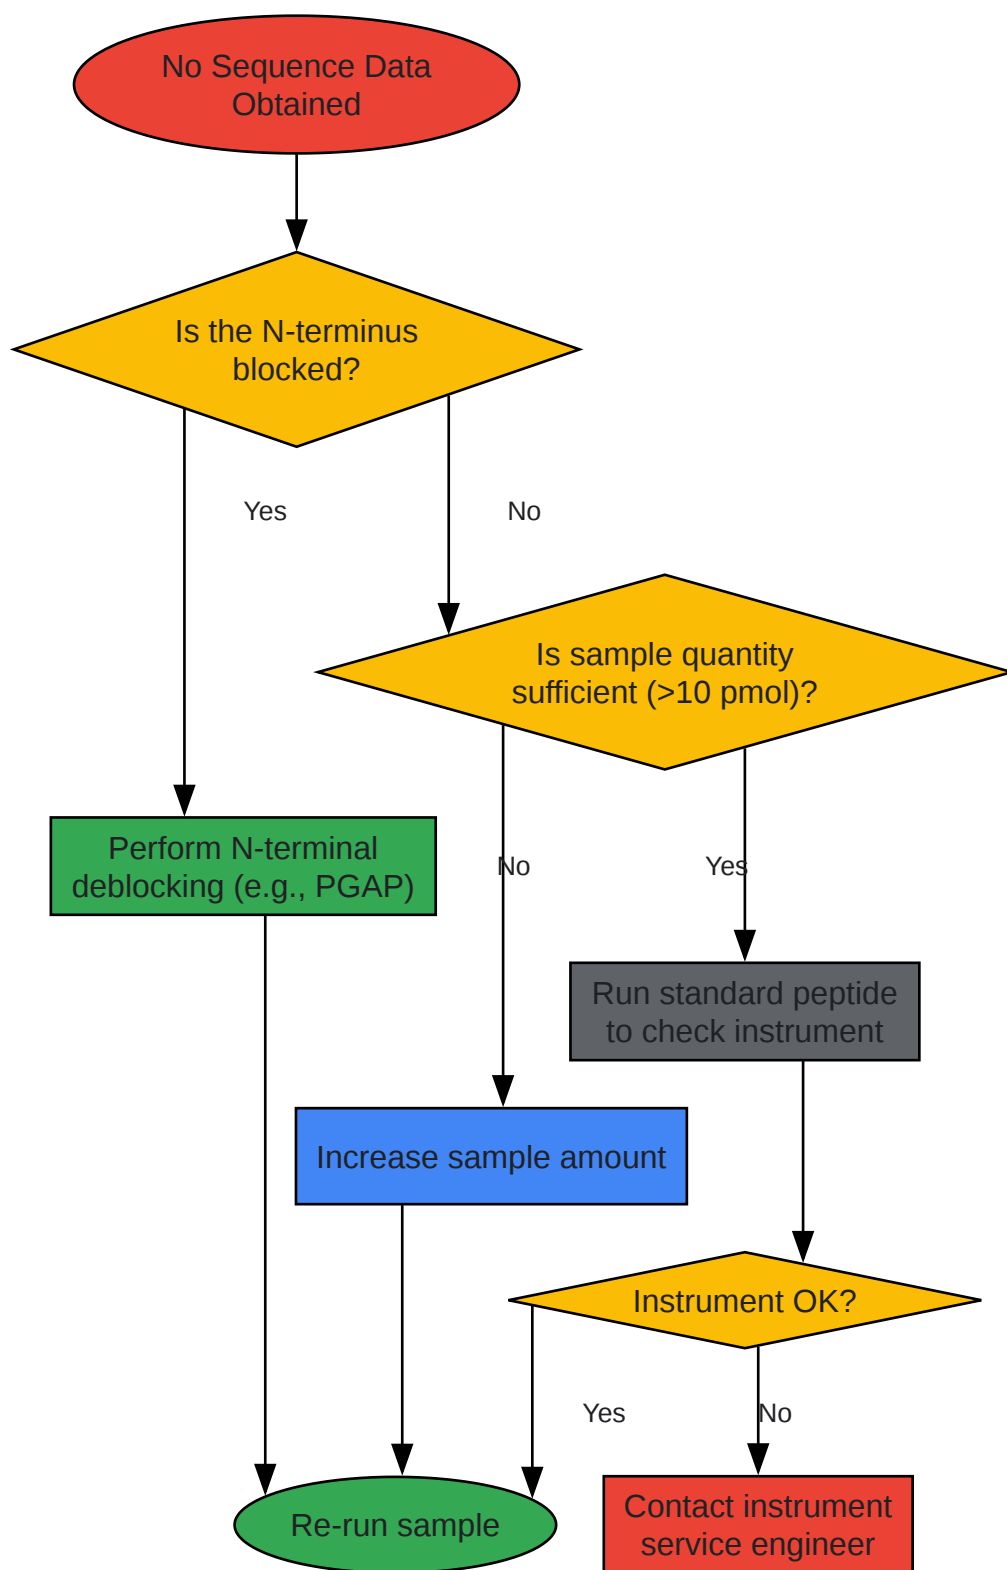 No Sequence Data
Obtained
Is the N-terminus
blocked?
Yes
No
Is sample quantity
sufficient (>10 pmol)?
Perform N-terminal
deblocking (e.g., PGAP)
No
Yes
Run standard peptide
to check instrument
Increase sample amount
Instrument OK?
Yes
No
Re-run sample
Contact instrument
service engineer